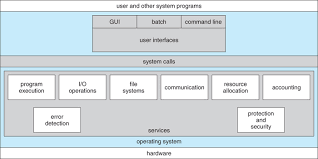 user and other system programs
GUI batch command line
user interfaces
system calls
program execution
I/O operations
file systems
communication
resource allocation
accounting
error detection
protection and security
services
operating system
hardware